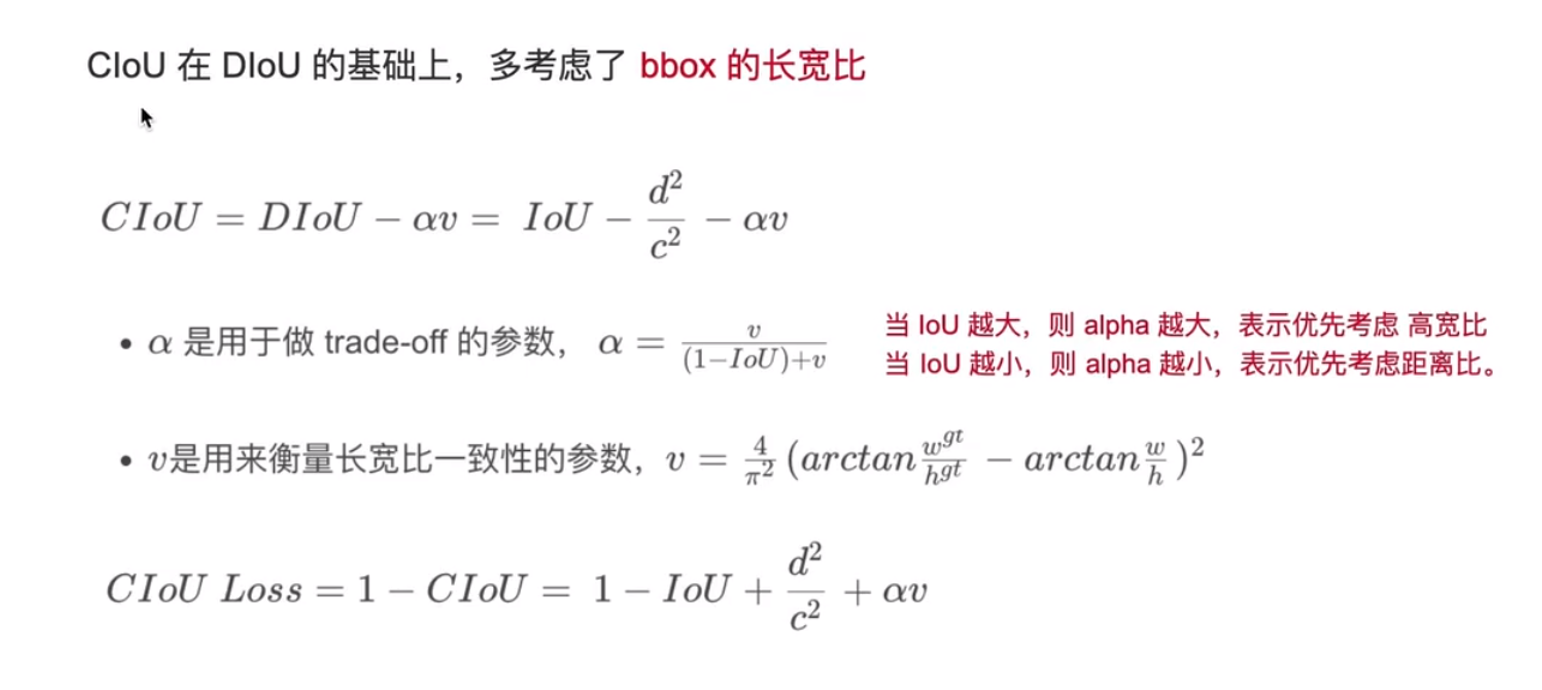 CIoU 在 DIoU 的基础上，多考虑了 bbox 的长宽比
$CIoU = DIoU - \alpha v = IoU - \frac{d^2}{c^2} - \alpha v$
• $\alpha$ 是用于做 trade-off 的参数， $\alpha = \frac{v}{(1-IoU)+v}$
当 IoU 越大，则 alpha 越大，表示优先考虑 高宽比
当 IoU 越小，则 alpha 越小，表示优先考虑距离比。
• $v$是用来衡量长宽比一致性的参数，$v = \frac{4}{\pi^2}(arctan\frac{w^{gt}}{h^{gt}} - arctan\frac{w}{h})^2$
$CIoU\ Loss = 1 - CIoU = 1 - IoU + \frac{d^2}{c^2} + \alpha v$